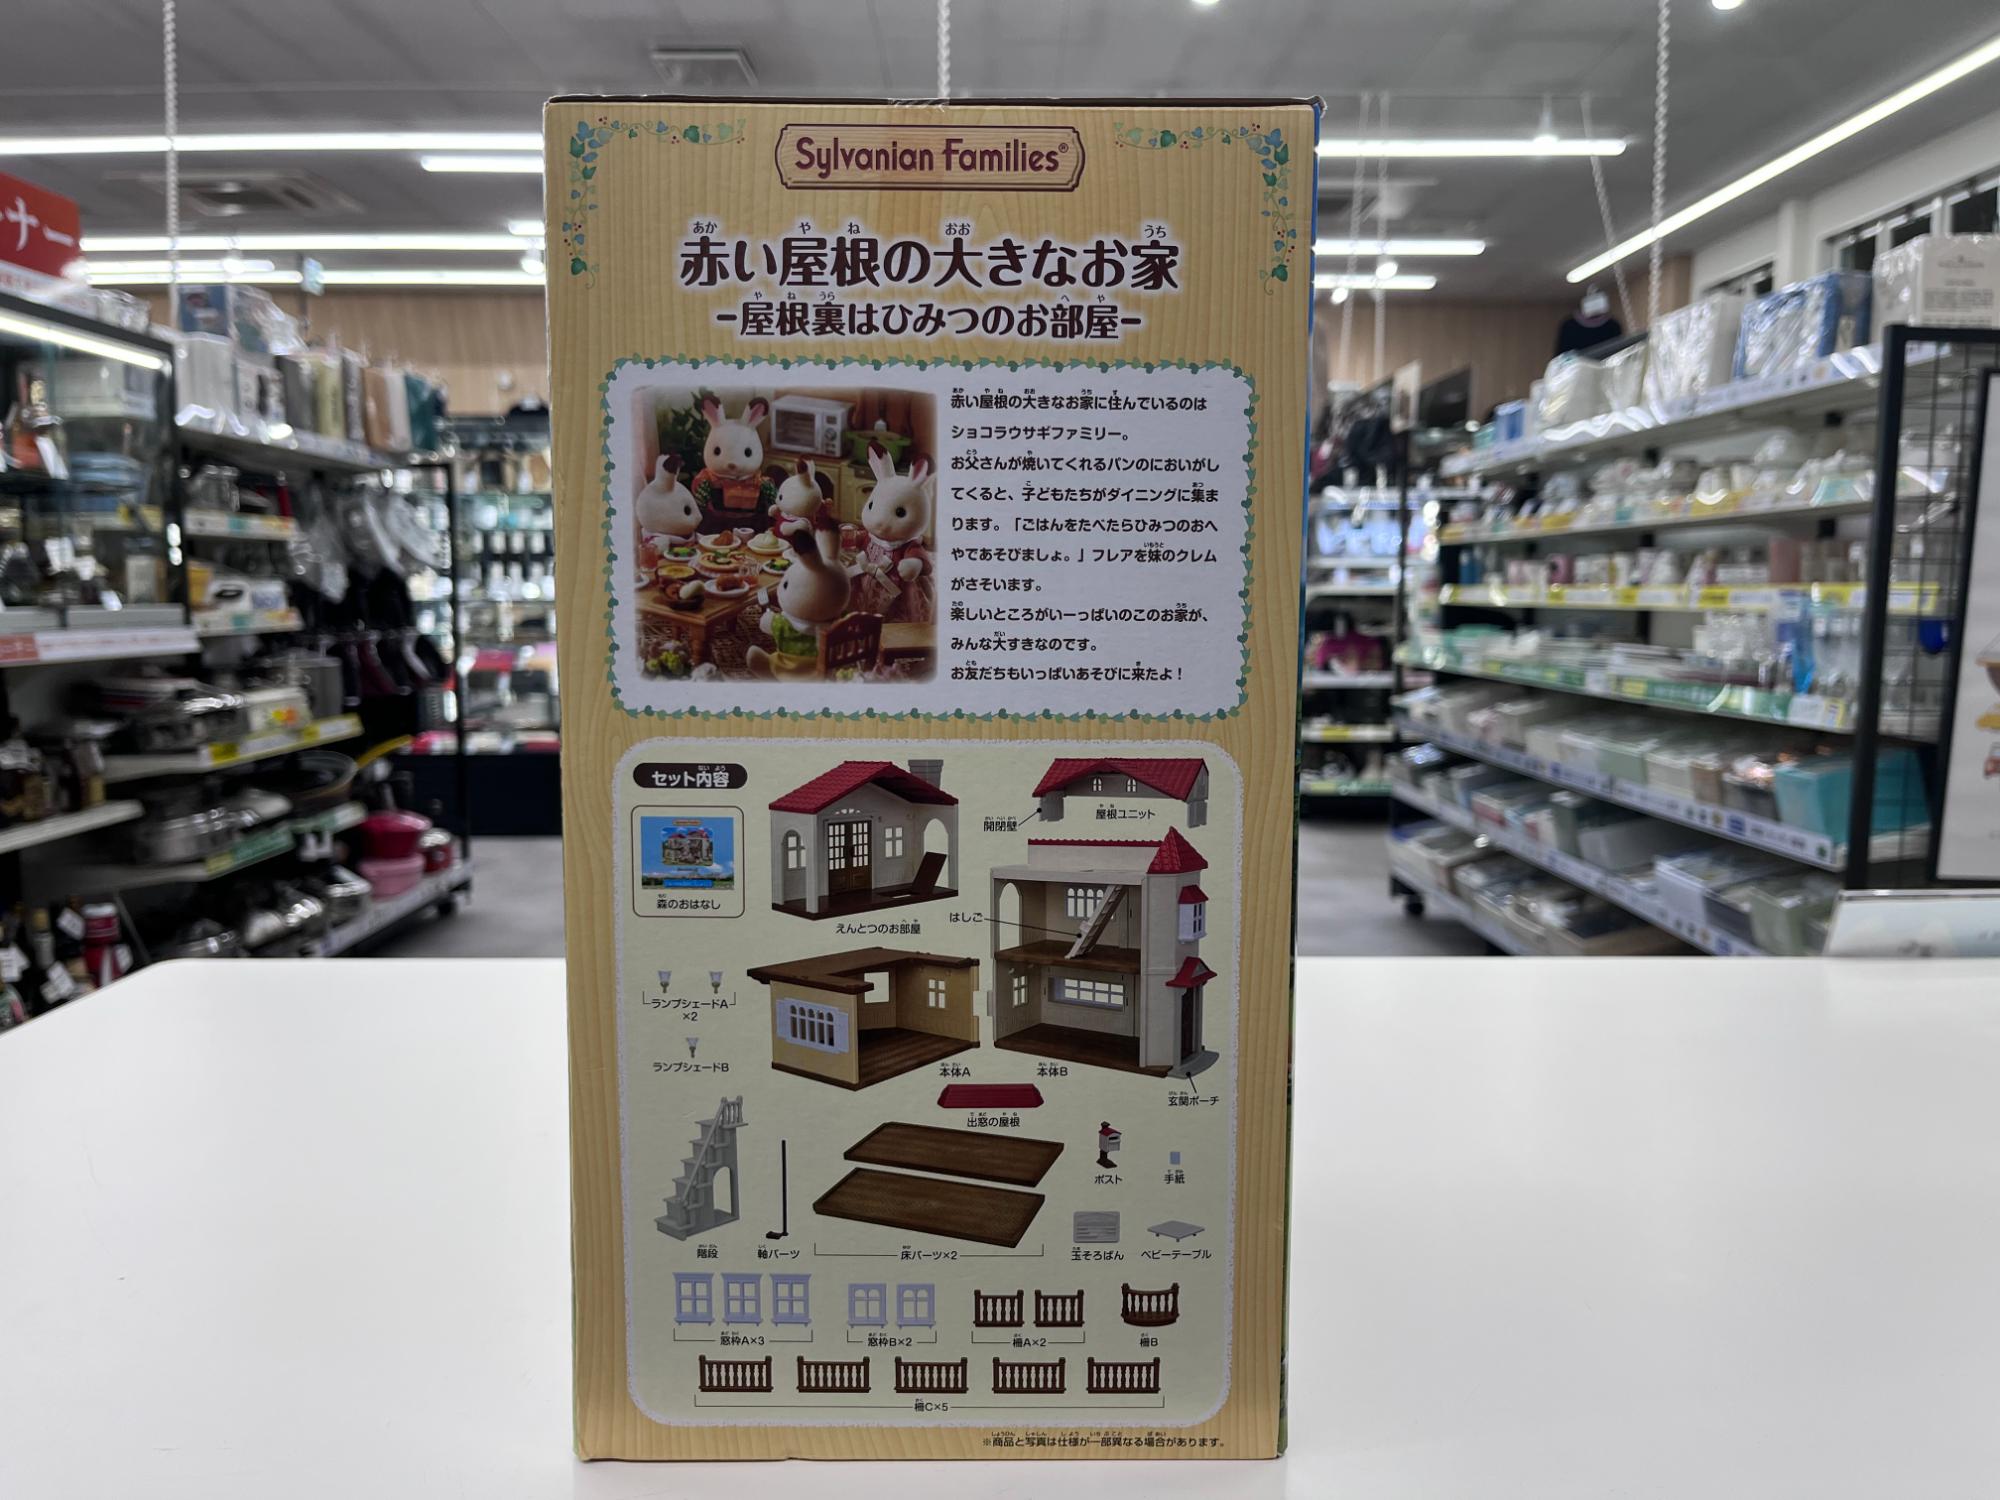 Sylvanian Families®
赤い屋根の大きなお家
-屋根裏はひみつのお部屋-
赤い屋根の大きなお家に住んでいるのは
ショコラウサギファミリー。
お父さんが焼いてくれるパンのにおいがし
てくると、子どもたちがダイニングに集ま
ります。「ごはんをたべたらひみつのおへ
やであそびましょ。」フレアを妹のクレム
がさそいます。
楽しいところがいーっぱいのこのお家が、
みんな大すきなのです。
お友だちもいっぱいあそびに来たよ！
セット内容
森のおはなし
えんとつのお部屋
開閉壁
屋根ユニット
はしご
ランプシェードA
×2
ランプシェードB
本体A
本体B
玄関ポーチ
出窓の屋根
ポスト
手紙
階段
軸パーツ
床パーツ×2
玉そろばん
ベビーテーブル
窓枠A×3
窓枠B×2
柵A×2
柵B
柵C×5
※商品と写真は仕様が一部異なる場合があります。
ナー